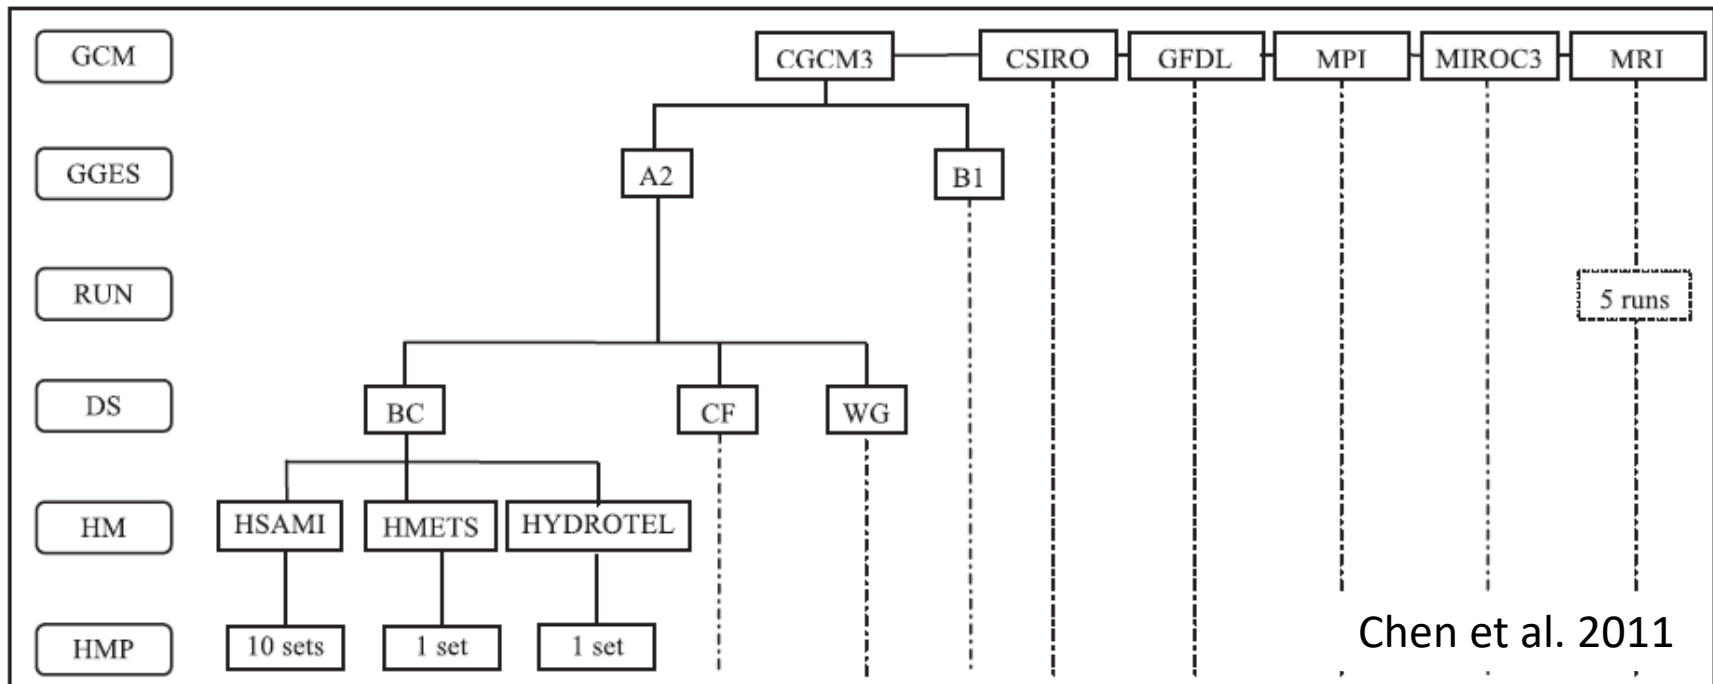 GCM CGCM3 CSIRO GFDL MPI MIROC3 MRI
GGES A2 B1
RUN 5 runs
DS BC CF WG
HM HSAMI HMETS HYDROTEL
HMP 10 sets 1 set 1 set
Chen et al. 2011